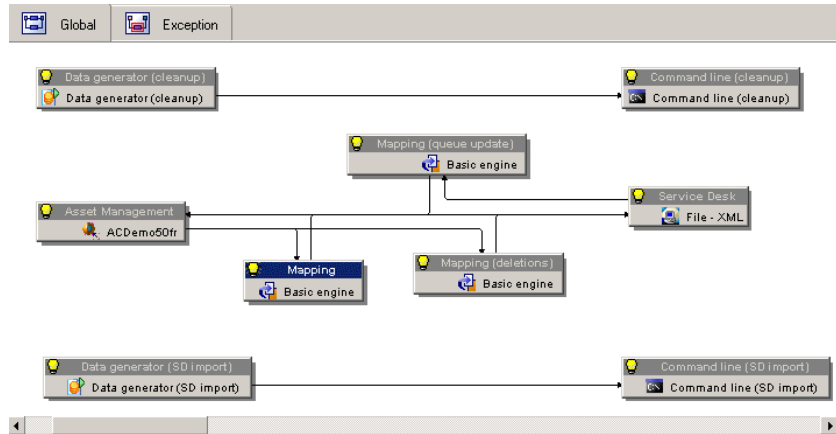 Global Exception
Data generator (cleanup)
Data generator (cleanup)
Command line (cleanup)
Command line (cleanup)
Mapping (queue update)
Basic engine
Service Desk
File - XML
Asset Management
ACDemo50fr
Mapping
Basic engine
Mapping (deletions)
Basic engine
Data generator (SD import)
Data generator (SD import)
Command line (SD import)
Command line (SD import)